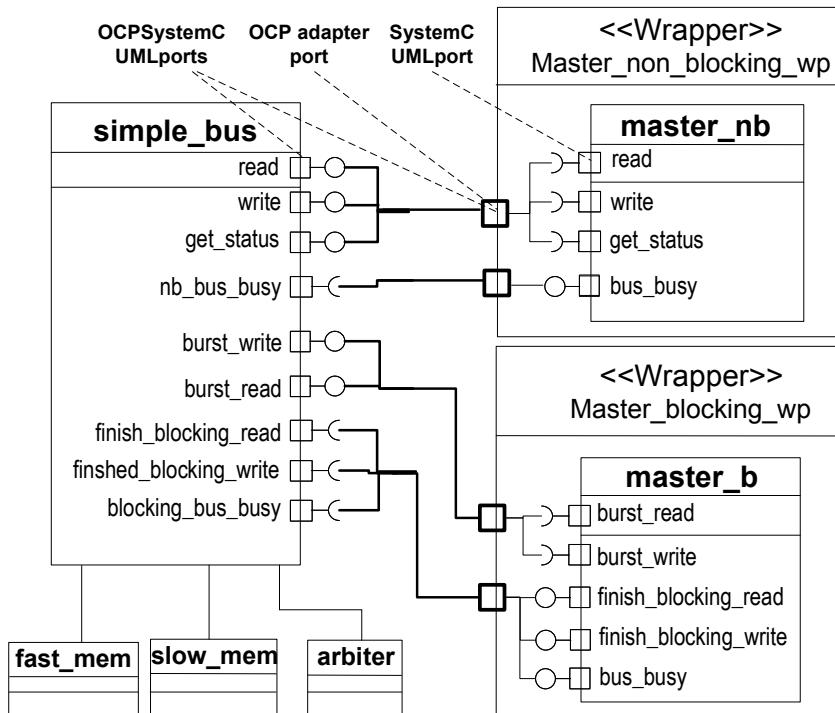 OCPSystemC
UMLports
OCP adapter
port
SystemC
UMLport
<<Wrapper>>
Master_non_blocking_wp
simple_bus
read
write
get_status
nb_bus_busy
burst_write
burst_read
finish_blocking_read
finshed_blocking_write
blocking_bus_busy
master_nb
read
write
get_status
bus_busy
<<Wrapper>>
Master_blocking_wp
master_b
burst_read
burst_write
finish_blocking_read
finish_blocking_write
bus_busy
fast_mem
slow_mem
arbiter